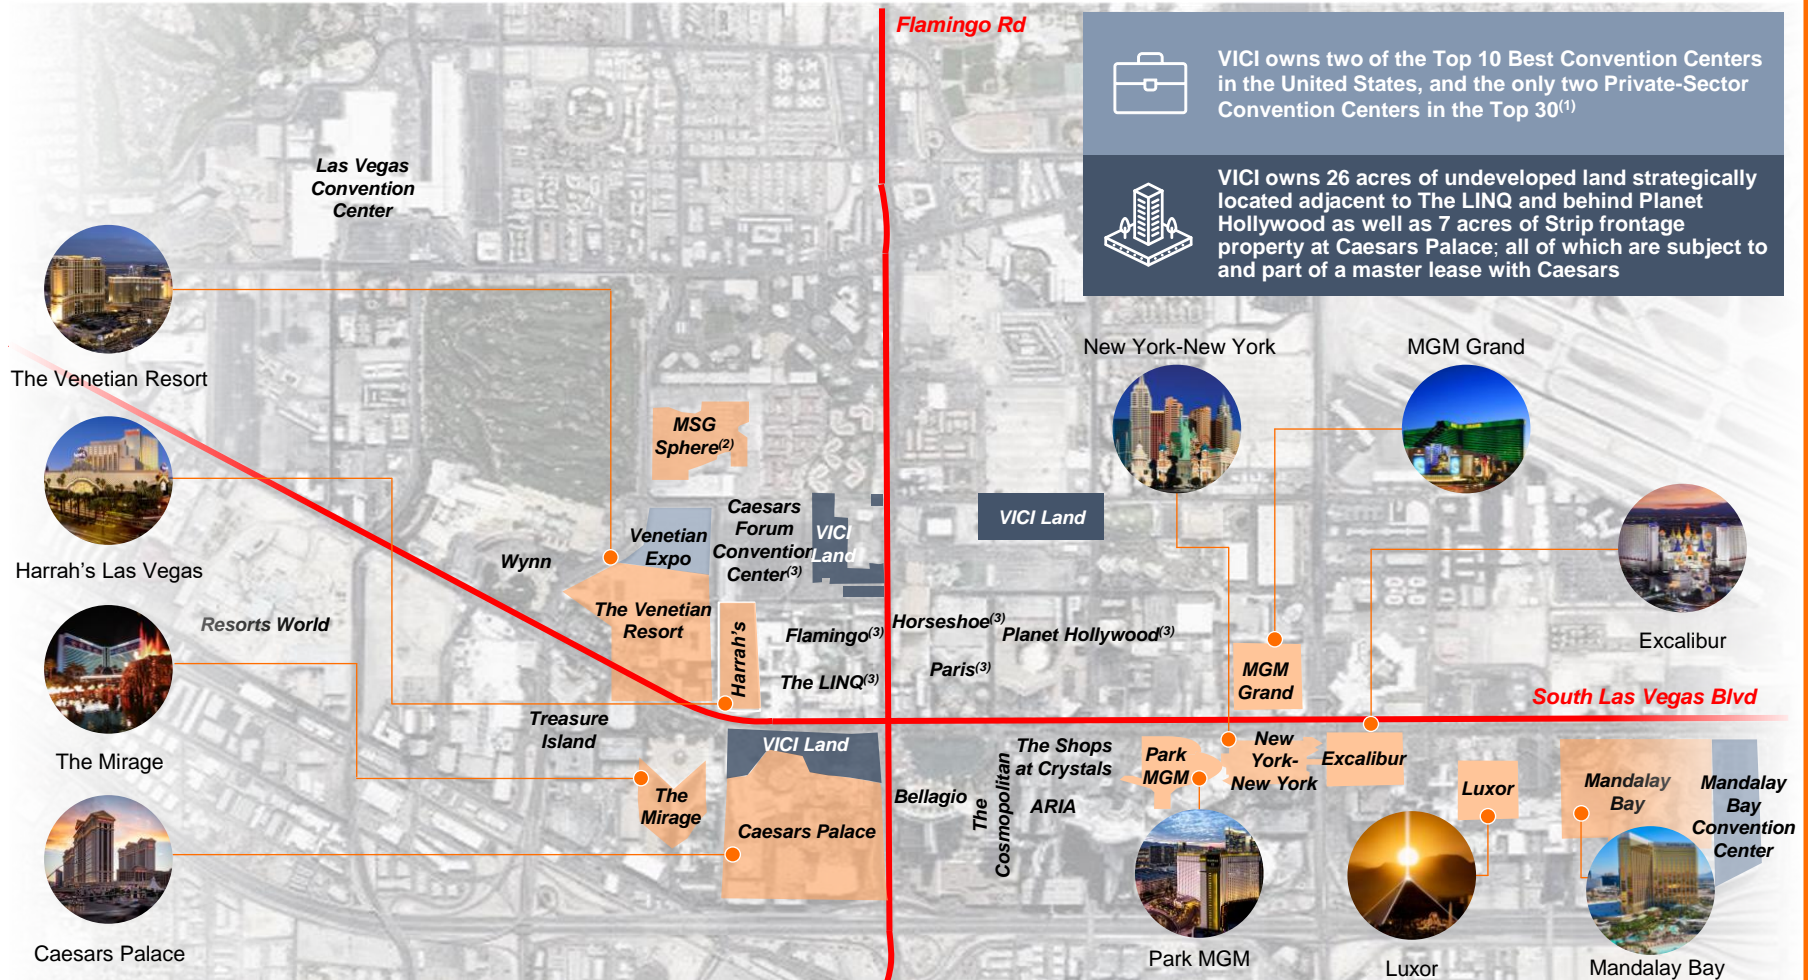 Flamingo Rd
VICI owns two of the Top 10 Best Convention Centers
in the United States, and the only two Private-Sector
Convention Centers in the Top 30(1)
VICI owns 26 acres of undeveloped land strategically
located adjacent to The LINQ and behind Planet
Hollywood as well as 7 acres of Strip frontage
property at Caesars Palace; all of which are subject to
and part of a master lease with Caesars
Las Vegas
Convention
Center
The Venetian Resort
New York-New York
MGM Grand
MSG
Sphere(2)
Harrah's Las Vegas
Wynn
Venetian
Expo
Caesars
Forum
Convention
Center(3)
VICI
Land
VICI Land
Excalibur
Resorts World
The Venetian
Resort
Harrah's
Flamingo(3)
The LINQ(3)
Horseshoe(3)
Planet Hollywood(3)
Paris(3)
MGM
Grand
South Las Vegas Blvd
The Mirage
Treasure
Island
VICI Land
The
Mirage
Caesars Palace
Bellagio
The
Cosmopolitan
The Shops
at Crystals
ARIA
Park
MGM
New
York-
New York
Excalibur
Luxor
Mandalay
Bay
Mandalay
Bay
Convention
Center
Caesars Palace
Park MGM
Luxor
Mandalay Bay